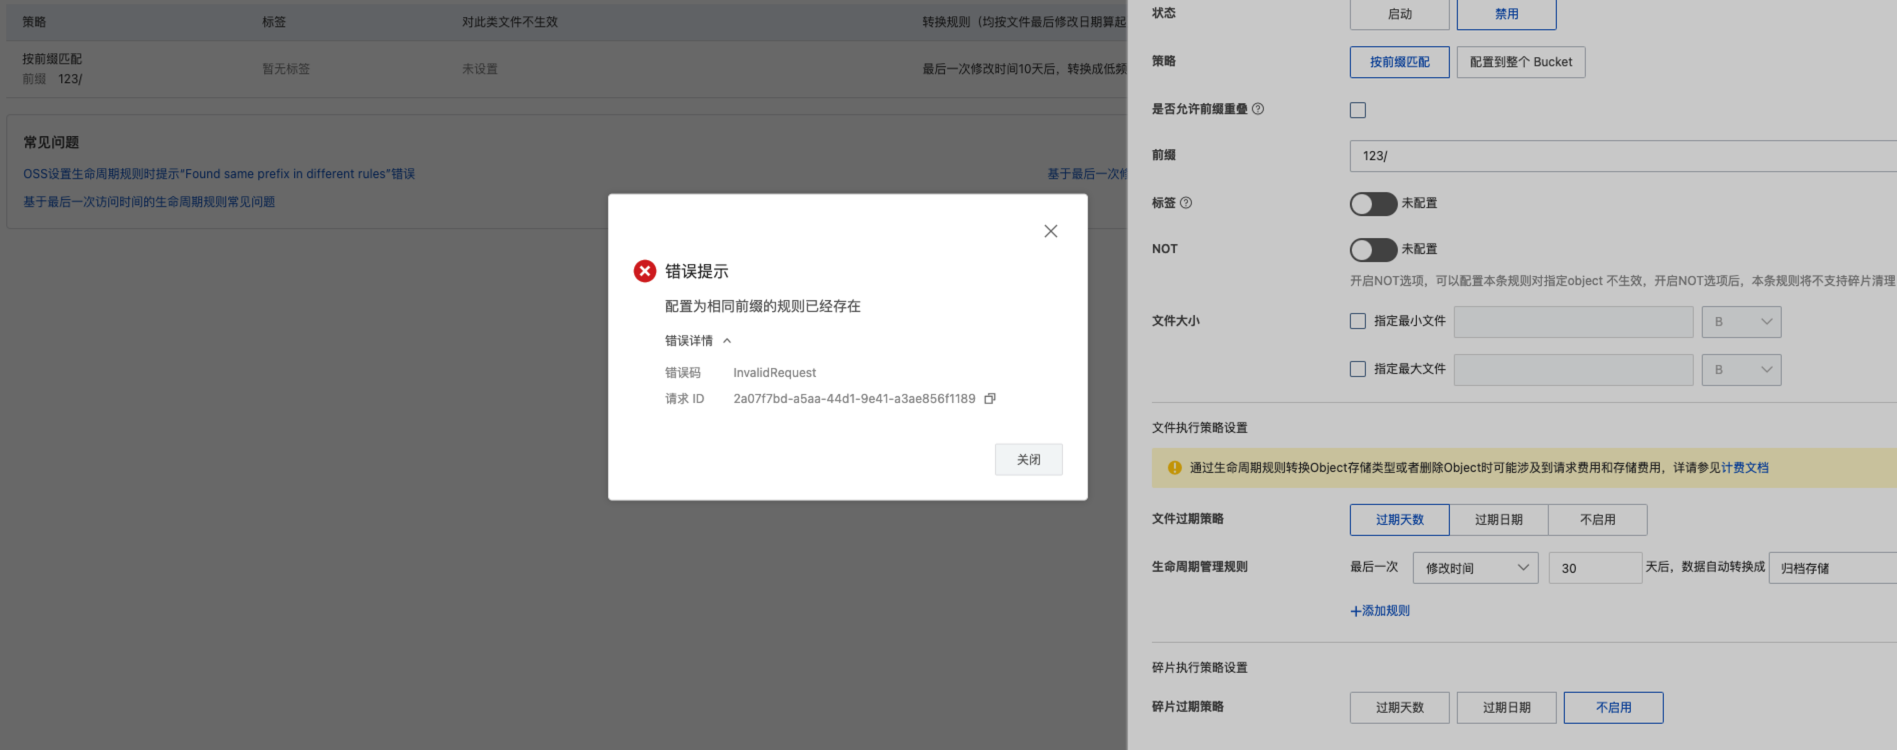 策略 标签 对此类文件不生效 转换规则（均按文件最后修改日期算起
按前缀匹配
前缀 123/ 暂无标签 未设置 最后一次修改时间10天后，转换成低频
常见问题
OSS设置生命周期规则时提示"Found same prefix in different rules"错误 基于最后一次修
基于最后一次访问时间的生命周期规则常见问题
错误提示
配置为相同前缀的规则已经存在
错误详情
错误码 InvalidRequest
请求 ID 2a07f7bd-a5aa-44d1-9e41-a3ae856f1189
关闭
状态 启动 禁用
策略 按前缀匹配 配置到整个 Bucket
是否允许前缀重叠
前缀 123/
标签 未配置
NOT 未配置
开启NOT选项，可以配置本条规则对指定object 不生效，开启NOT选项后，本条规则将不支持碎片清理
文件大小 指定最小文件 B
指定最大文件 B
文件执行策略设置
通过生命周期规则转换Object存储类型或者删除Object时可能涉及到请求费用和存储费用，详请参见计费文档
文件过期策略 过期天数 过期日期 不启用
生命周期管理规则 最后一次 修改时间 30 天后，数据自动转换成 归档存储
+添加规则
碎片执行策略设置
碎片过期策略 过期天数 过期日期 不启用